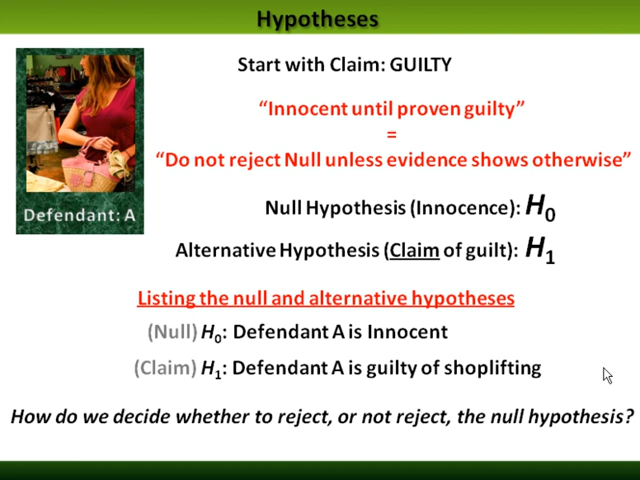 Hypotheses
Start with Claim: GUILTY
“Innocent until proven guilty”
=
“Do not reject Null unless evidence shows otherwise”
Defendant: A
Null Hypothesis (Innocence): H₀
Alternative Hypothesis (Claim of guilt): H₁
Listing the null and alternative hypotheses
(Null) H₀: Defendant A is Innocent
(Claim) H₁: Defendant A is guilty of shoplifting
How do we decide whether to reject, or not reject, the null hypothesis?